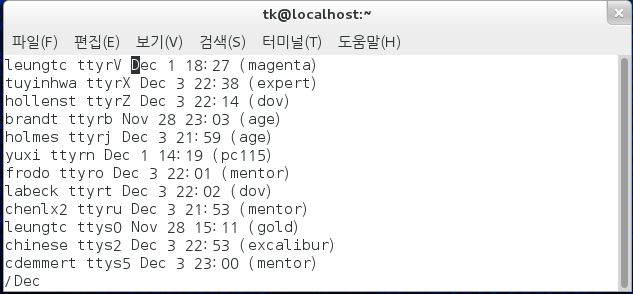 tk@localhost:~
파일(F) 편집(E) 보기(V) 검색(S) 터미널(T) 도움말(H)
leungtc ttyrV Dec 1 18:27 (magenta)
tuyinhwa ttyrX Dec 3 22:38 (expert)
hollenst ttyrZ Dec 3 22:14 (dov)
brandt ttyrb Nov 28 23:03 (age)
holmes ttyrj Dec 3 21:59 (age)
yuxi ttyrn Dec 1 14:19 (pc115)
frodo ttyro Dec 3 22:01 (mentor)
labeck ttyrt Dec 3 22:02 (dov)
chenlx2 ttyru Dec 3 21:53 (mentor)
leungtc ttys0 Nov 28 15:11 (gold)
chinese ttys2 Dec 3 22:53 (excalibur)
cdemmert ttys5 Dec 3 23:00 (mentor)
/Dec